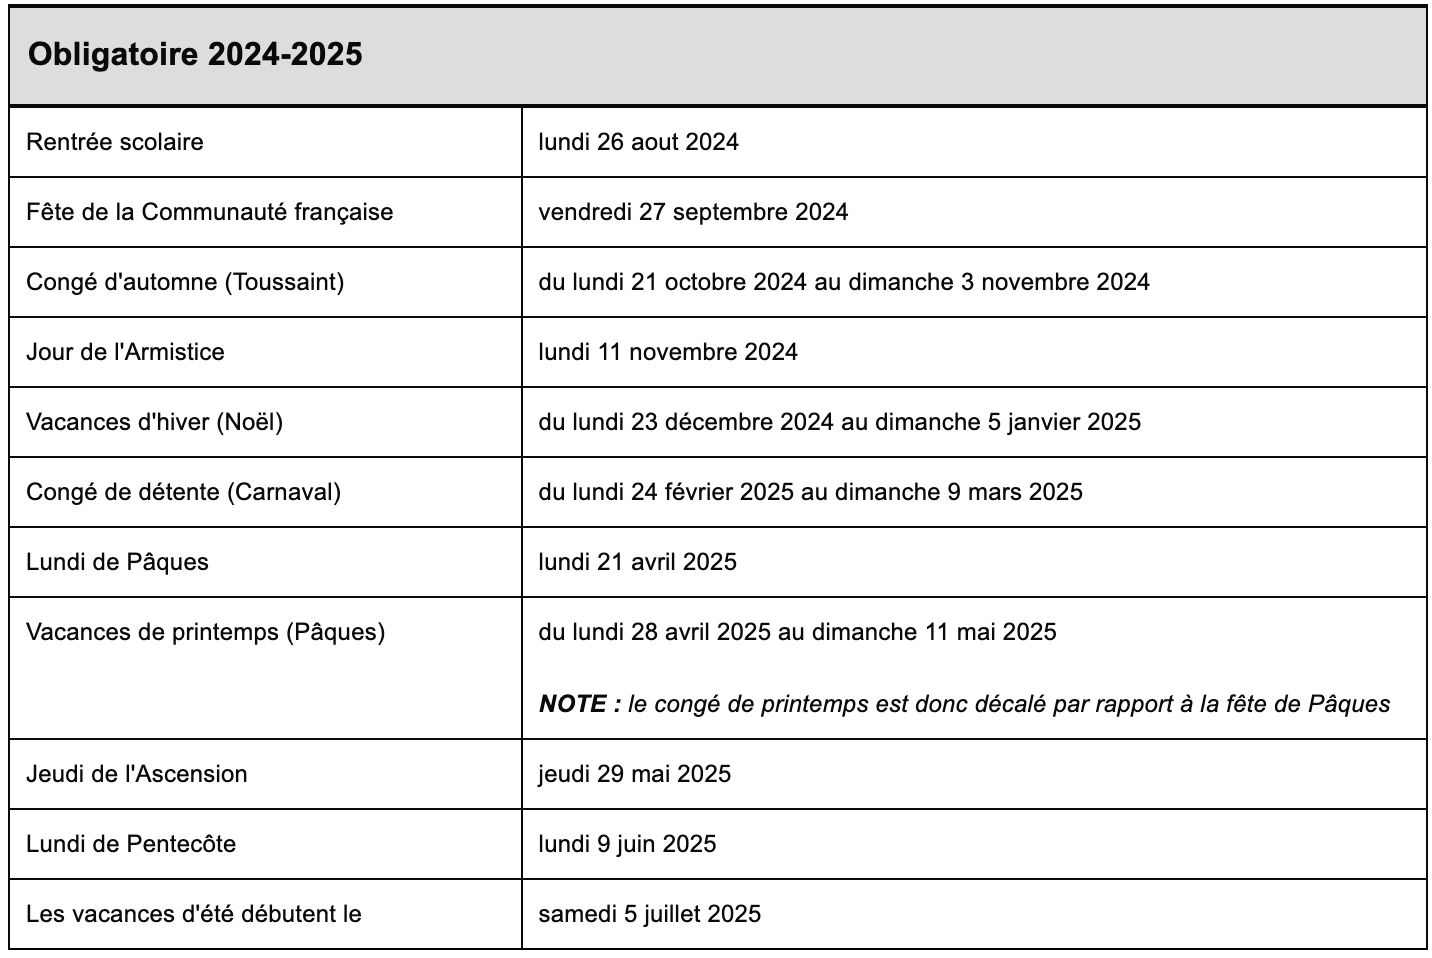 Obligatoire 2024-2025
Rentrée scolaire
lundi 26 aout 2024
Fête de la Communauté française
vendredi 27 septembre 2024
Congé d'automne (Toussaint)
du lundi 21 octobre 2024 au dimanche 3 novembre 2024
Jour de l'Armistice
lundi 11 novembre 2024
Vacances d'hiver (Noël)
du lundi 23 décembre 2024 au dimanche 5 janvier 2025
Congé de détente (Carnaval)
du lundi 24 février 2025 au dimanche 9 mars 2025
Lundi de Pâques
lundi 21 avril 2025
Vacances de printemps (Pâques)
du lundi 28 avril 2025 au dimanche 11 mai 2025
NOTE : le congé de printemps est donc décalé par rapport à la fête de Pâques
Jeudi de l'Ascension
jeudi 29 mai 2025
Lundi de Pentecôte
lundi 9 juin 2025
Les vacances d'été débutent le
samedi 5 juillet 2025